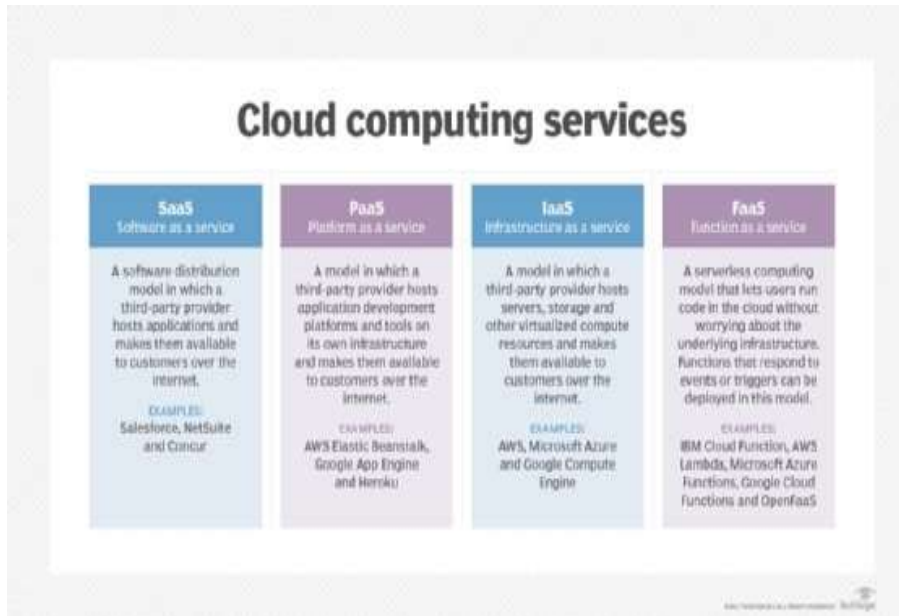 Cloud computing services
SaaS
Software as a service
A software distribution
model in which a
third-party provider
hosts applications and
makes them available
to customers over the
internet.
EXAMPLES:
Salesforce, NetSuite
and Concur
PaaS
Platform as a service
A model in which a
third-party provider hosts
application development
platforms and tools on
its own infrastructure
and makes them available
to customers over the
internet.
EXAMPLES:
AWS Elastic Beanstalk,
Google App Engine
and Heroku
IaaS
Infrastructure as a service
A model in which a
third-party provider hosts
servers, storage and
other virtualized compute
resources and makes
them available to
customers over the
internet.
EXAMPLES:
AWS, Microsoft Azure
and Google Compute
Engine
FaaS
Function as a service
A serverless computing
model that lets users run
code in the cloud without
worrying about the
underlying infrastructure.
Functions that respond to
events or triggers can be
deployed in this model.
EXAMPLES:
IBM Cloud Function, AWS
Lambda, Microsoft Azure
Functions, Google Cloud
Functions and OpenFaaS